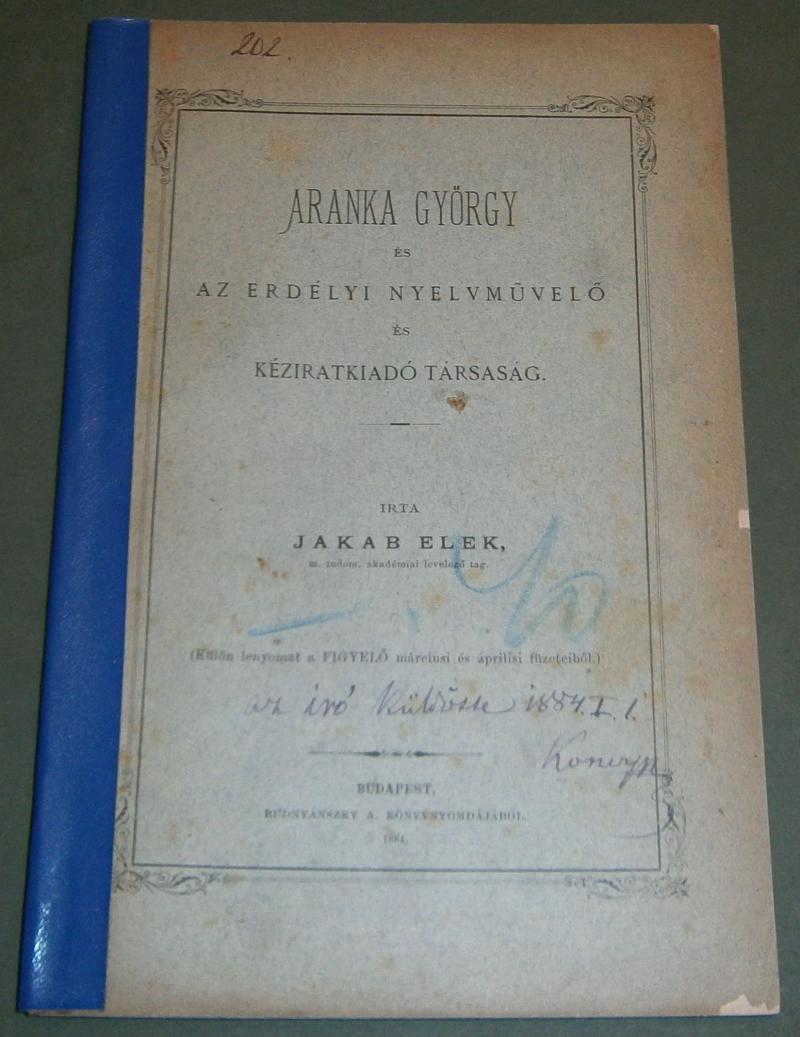 202.
ARANKA GYÖRGY
ÉS
AZ ERDÉLYI NYELVMŰVELŐ
ÉS
KÉZIRATKIADÓ TÁRSASÁG.
IRTA
JAKAB ELEK,
m. tudom. akadémiai levelező tag.
(Külön lenyomat a FIGYELŐ márciusi és áprilisi füzeteiből.)
az író küldötte 1884. I. 1.
BUDAPEST,
RUDNYÁNSZKY A. KÖNYVNYOMDÁJÁBÓL.
1884.